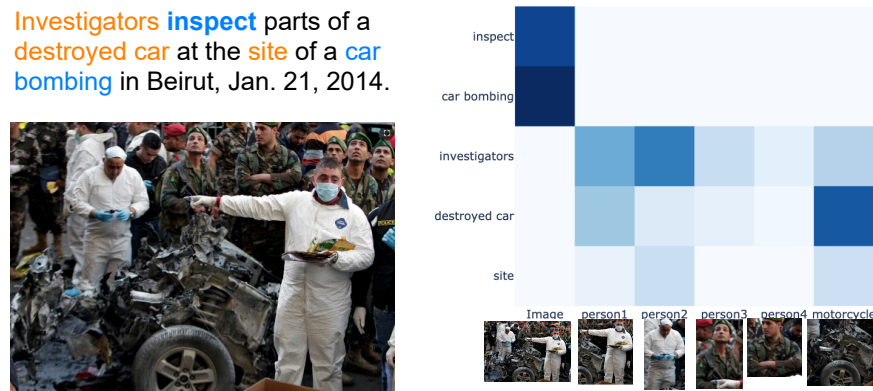 Investigators inspect parts of a
destroyed car at the site of a car
bombing in Beirut, Jan. 21, 2014.
inspect
car bombing
investigators
destroyed car
site
Image person1 person2 person3 person4 motorcycle
POLICE